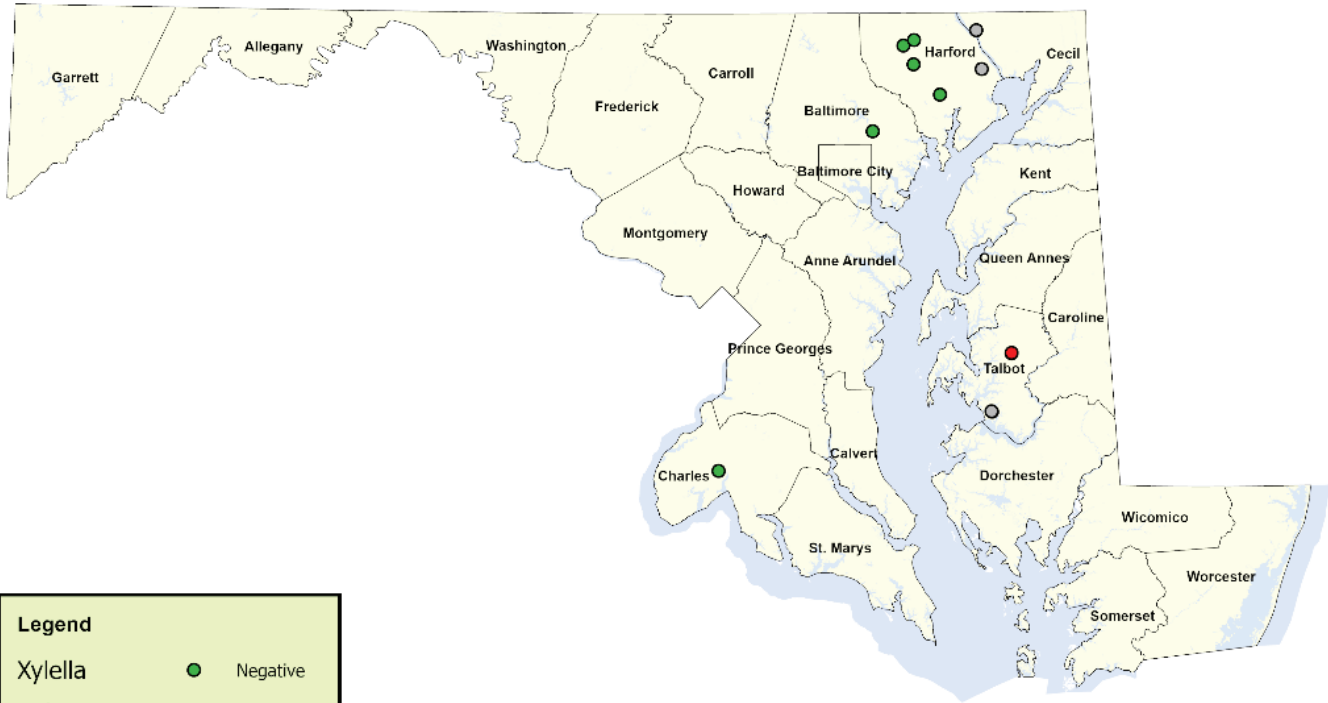 Garrett
Allegany
Washington
Frederick
Carroll
Baltimore
Harford
Cecil
Baltimore City
Howard
Kent
Montgomery
Anne Arundel
Queen Annes
Caroline
Prince Georges
Talbot
Charles
Calvert
Dorchester
St. Marys
Wicomico
Worcester
Somerset
Legend
Xylella Negative